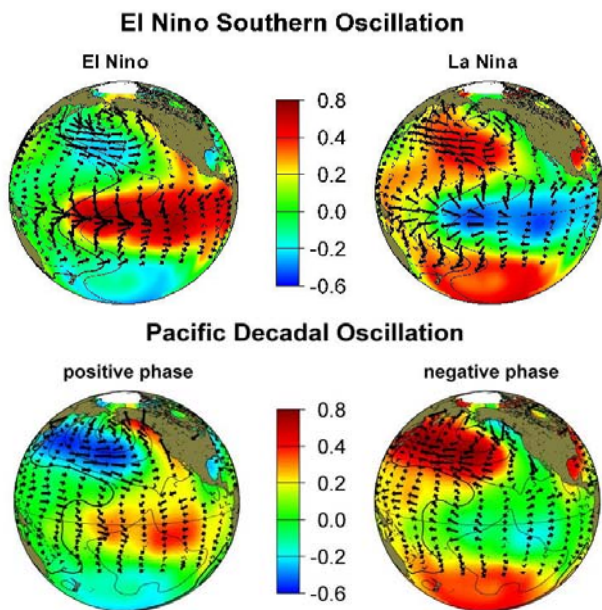 El Nino Southern Oscillation
El Nino
La Nina
0.8
0.4
0.2
0.0
-0.2
-0.6
Pacific Decadal Oscillation
positive phase
negative phase
0.8
0.4
0.2
0.0
-0.2
-0.6